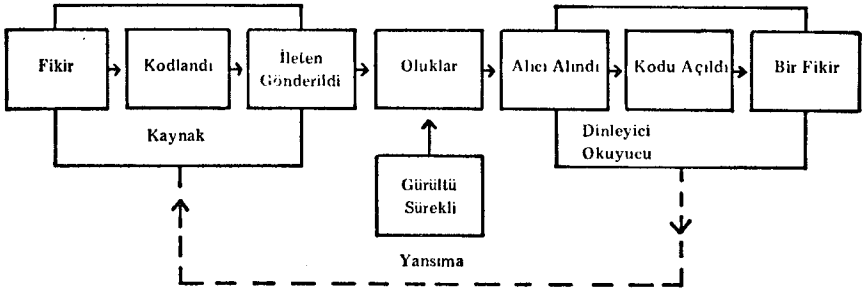 Fikir
Kodlandı
İleten
Gönderildi
Oluklar
Alıcı Alındı
Kodu Açıldı
Bir Fikir
Kaynak
Dinleyici
Okuyucu
Gürültü
Sürekli
Yansıma